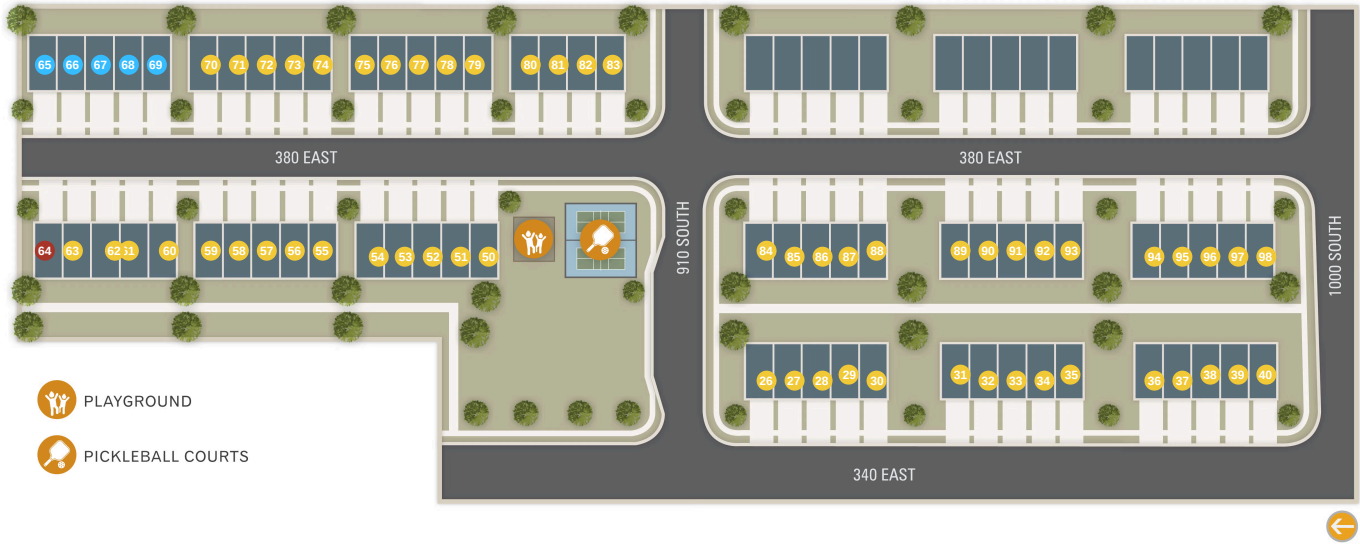 65 66 67 68 69 70 71 72 73 74 75 76 77 78 79 80 81 82 83
380 EAST 380 EAST
64 63 62 61 60 59 58 57 56 55 54 53 52 51 50 84 85 86 87 88 89 90 91 92 93 94 95 96 97 98
910 SOUTH
1000 SOUTH
26 27 28 29 30 31 32 33 34 35 36 37 38 39 40
PLAYGROUND
PICKLEBALL COURTS
340 EAST